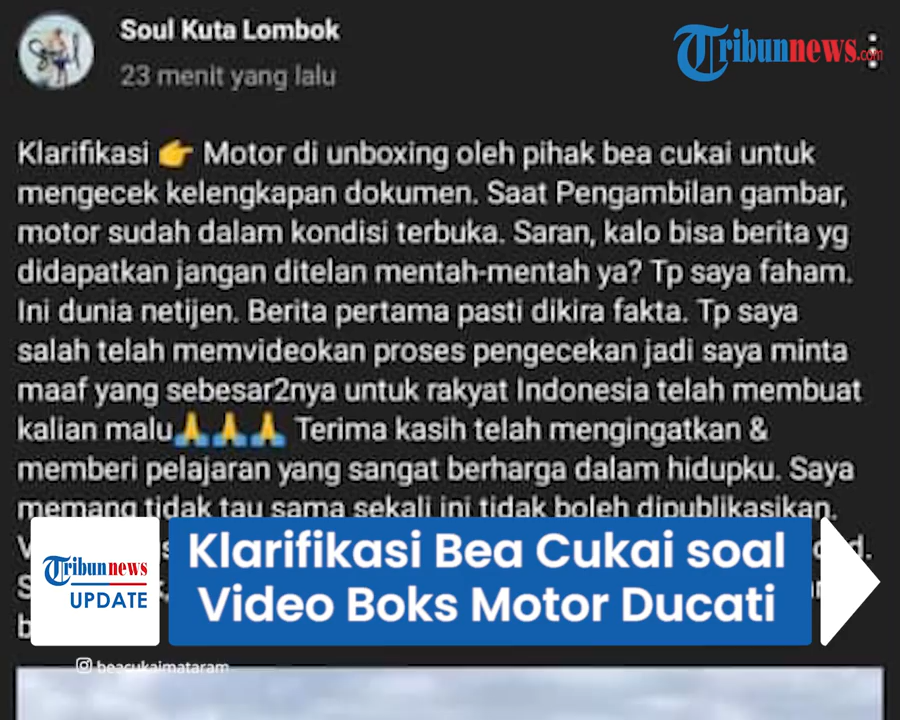 Soul Kuta Lombok
23 menit yang lalu
Tribunnews.com
Klarifikasi 👉 Motor di unboxing oleh pihak bea cukai untuk
mengecek kelengkapan dokumen. Saat Pengambilan gambar,
motor sudah dalam kondisi terbuka. Saran, kalo bisa berita yg
didapatkan jangan ditelan mentah-mentah ya? Tp saya faham.
Ini dunia netijen. Berita pertama pasti dikira fakta. Tp saya
salah telah memvideokan proses pengecekan jadi saya minta
maaf yang sebesar2nya untuk rakyat Indonesia telah membuat
kalian malu🙏🙏🙏 Terima kasih telah mengingatkan &
memberi pelajaran yang sangat berharga dalam hidupku. Saya
memang tidak tau sama sekali ini tidak boleh dipublikasikan.
Tribunnews
UPDATE
Klarifikasi Bea Cukai soal
Video Boks Motor Ducati
beacukaimataram